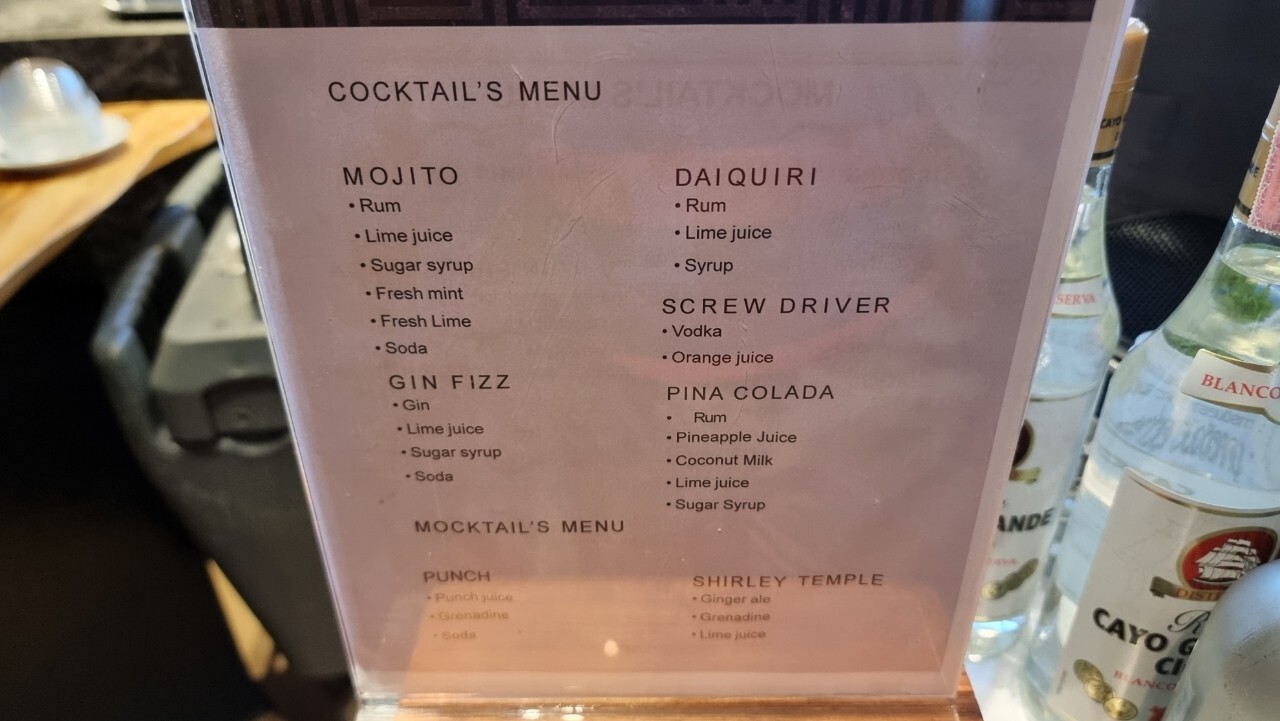 COCKTAIL'S MENU
MOJITO
• Rum
• Lime juice
• Sugar syrup
• Fresh mint
• Fresh Lime
• Soda
GIN FIZZ
• Gin
• Lime juice
• Sugar syrup
• Soda
DAIQUIRI
• Rum
• Lime juice
• Syrup
SCREW DRIVER
• Vodka
• Orange juice
PINA COLADA
• Rum
• Pineapple Juice
• Coconut Milk
• Lime juice
• Sugar Syrup
MOCKTAIL'S MENU
PUNCH
• Punch juice
• Grenadine
• Soda
SHIRLEY TEMPLE
• Ginger ale
• Grenadine
• Lime juice
SERVA
ANDE
BLANCO
CAYO G
BLANCO